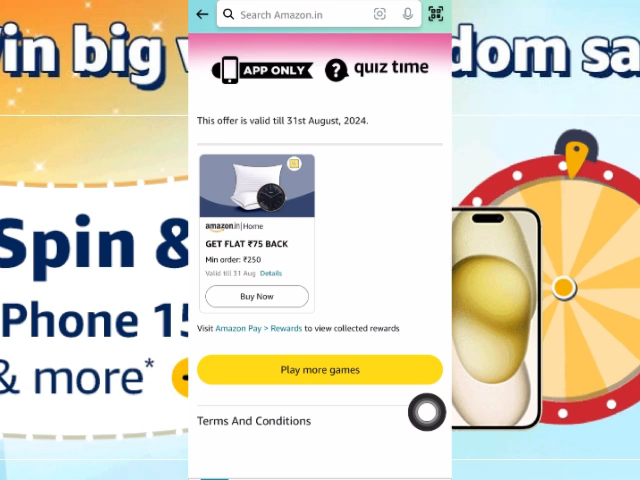 in big
dom sa
Search Amazon.in
APP ONLY
? quiz time
This offer is valid till 31st August, 2024.
amazon.in|Home
GET FLAT ₹75 BACK
Min order: ₹250
Valid till 31 Aug Details
Buy Now
Visit Amazon Pay > Rewards to view collected rewards
Play more games
Terms And Conditions
Spin &
Phone 15
& more*